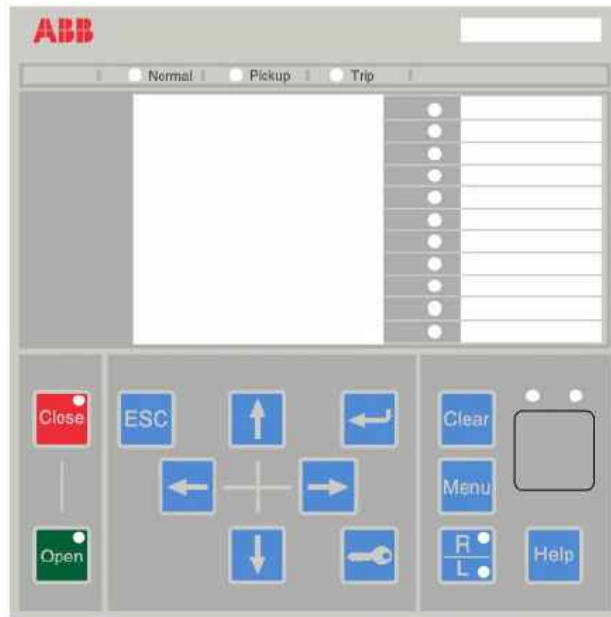 ABB
Normal Pickup Trip
Close
ESC
Clear
Menu
Open
R
L
Help